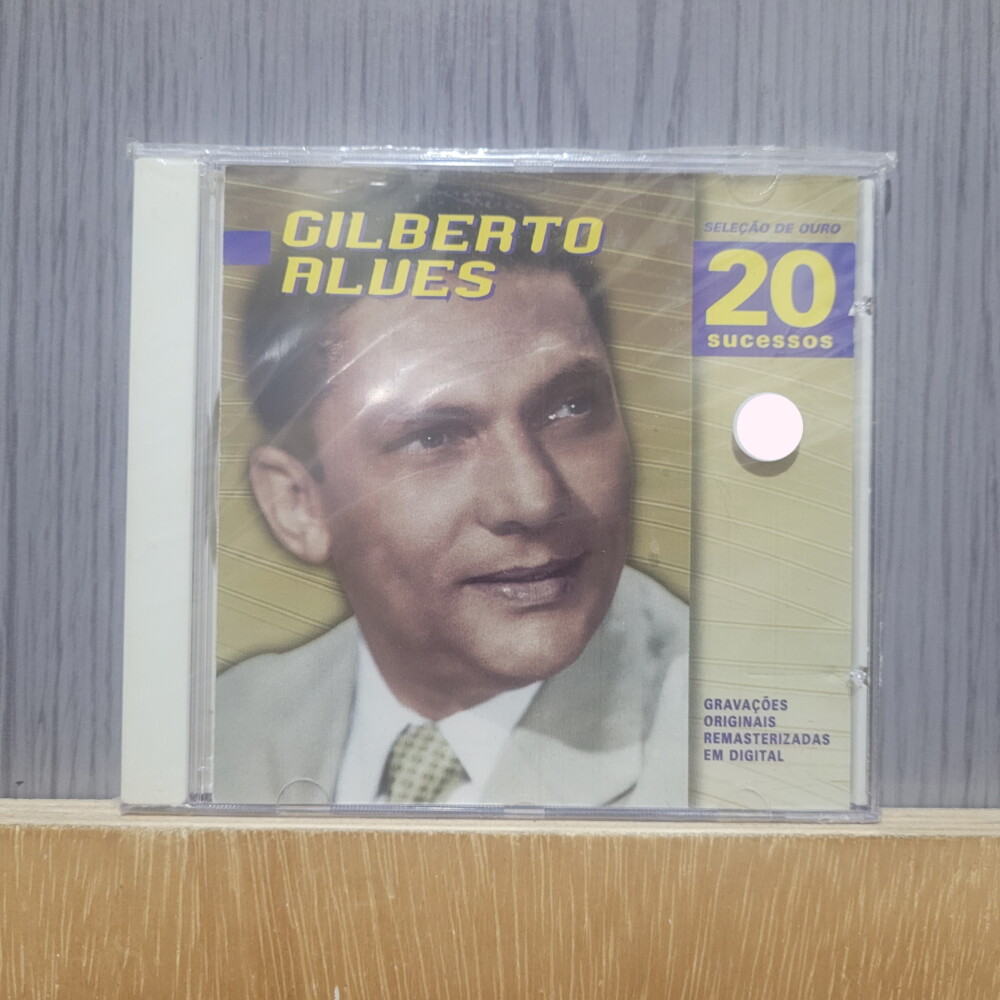 GILBERTO
ALVES
SELEÇÃO DE OURO
20
sucessos
GRAVAÇÕES
ORIGINAIS
REMASTERIZADAS
EM DIGITAL